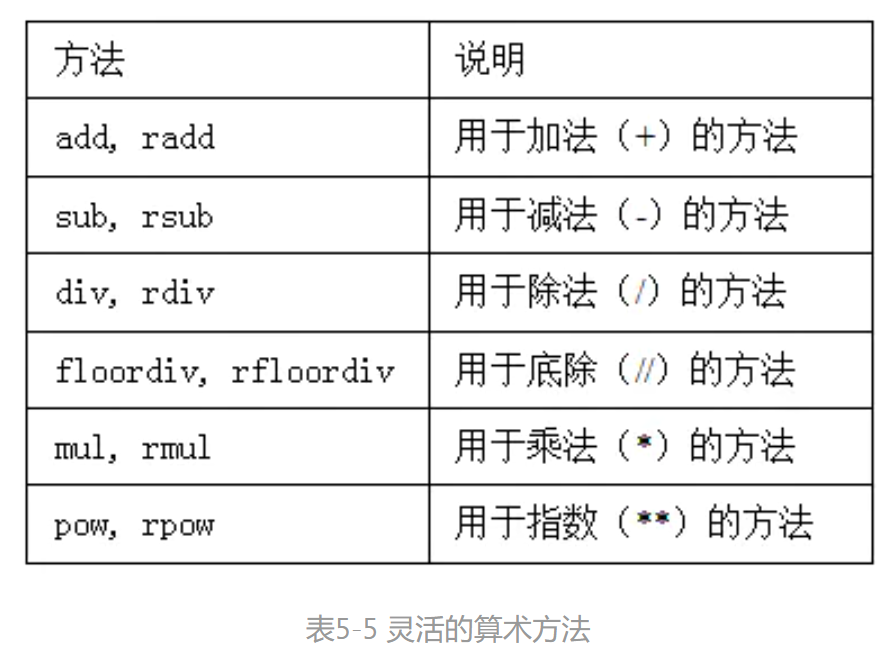 方法 说明
add, radd 用于加法（+）的方法
sub, rsub 用于减法（-）的方法
div, rdiv 用于除法（/）的方法
floordiv, rfloordiv 用于底除（//）的方法
mul, rmul 用于乘法（*）的方法
pow, rpow 用于指数（**）的方法
表5-5 灵活的算术方法